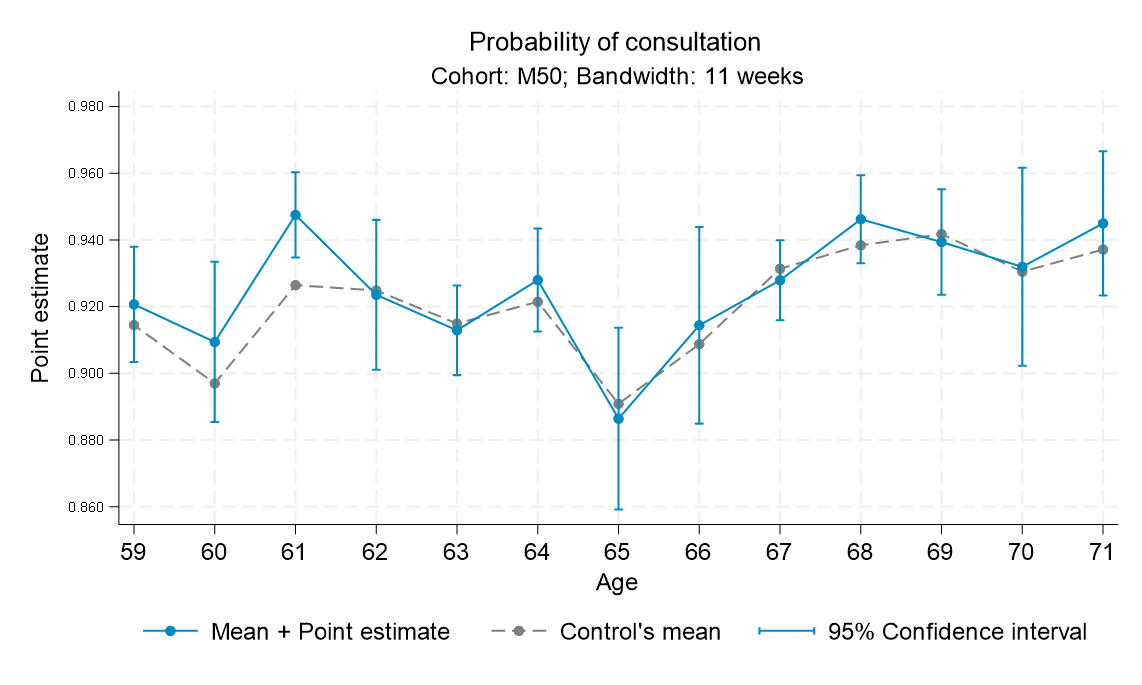 Probability of consultation
Cohort: M50; Bandwidth: 11 weeks
Point estimate
0.980
0.960
0.940
0.920
0.900
0.880
0.860
59 60 61 62 63 64 65 66 67 68 69 70 71
Age
Mean + Point estimate Control's mean 95% Confidence interval